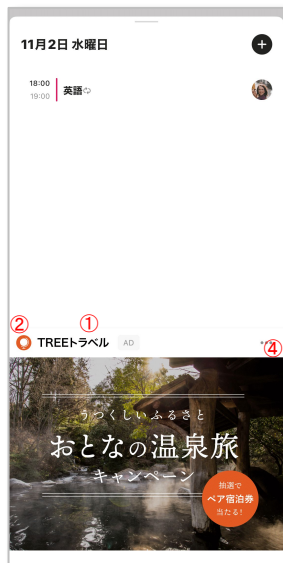 11月2日 水曜日
18:00
英語
19:00
①
②
TREEトラベル AD
④
うつくしいふるさと
おとなの温泉旅
キャンペーン
抽選で
ペア宿泊券
当たる!